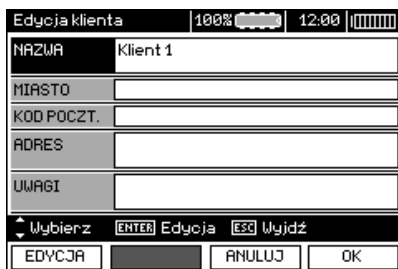 Edycja klienta 100% 12:00
NAZWA Klient 1
MIASTO
KOD POCZT.
ADRES
UWAGI
Wybierz ENTER Edycja ESC Wyjdź
EDYCJA ANULUJ OK